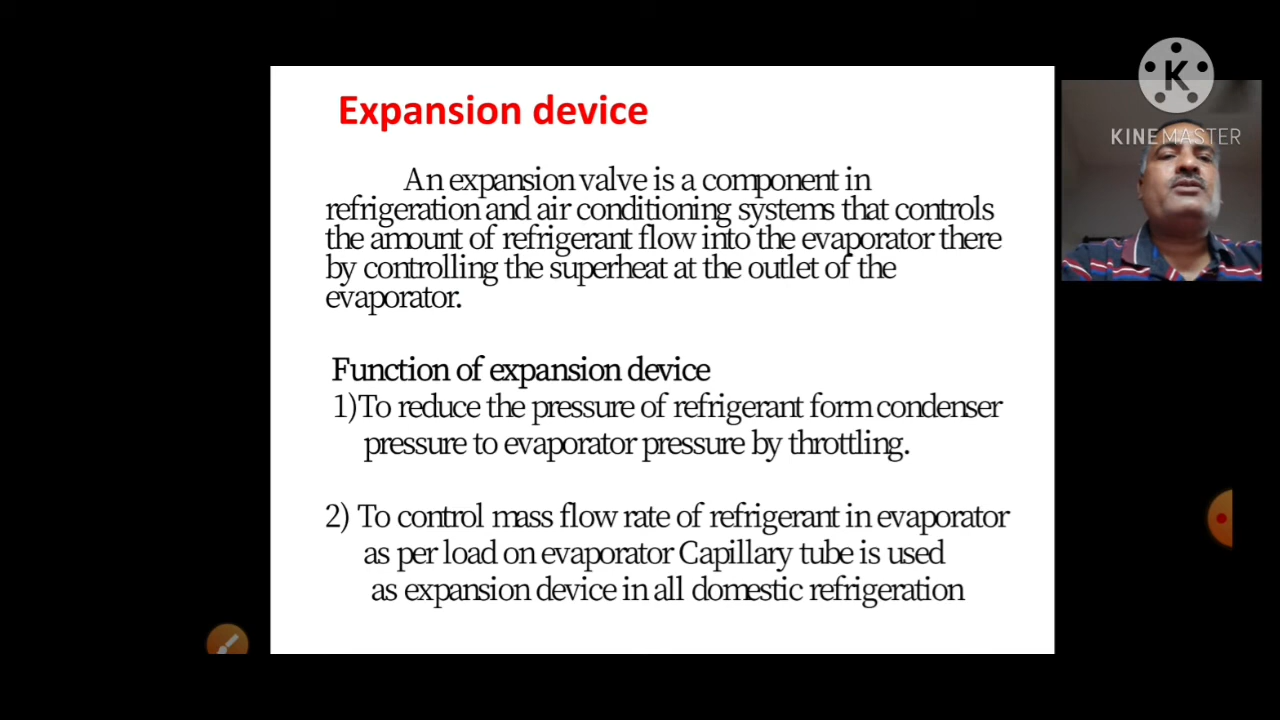 Expansion device
K
KINEMASTER
An expansion valve is a component in
refrigeration and air conditioning systems that controls
the amount of refrigerant flow into the evaporator there
by controlling the superheat at the outlet of the
evaporator.
Function of expansion device
1)To reduce the pressure of refrigerant form condenser
pressure to evaporator pressure by throttling.
2) To control mass flow rate of refrigerant in evaporator
as per load on evaporator Capillary tube is used
as expansion device in all domestic refrigeration